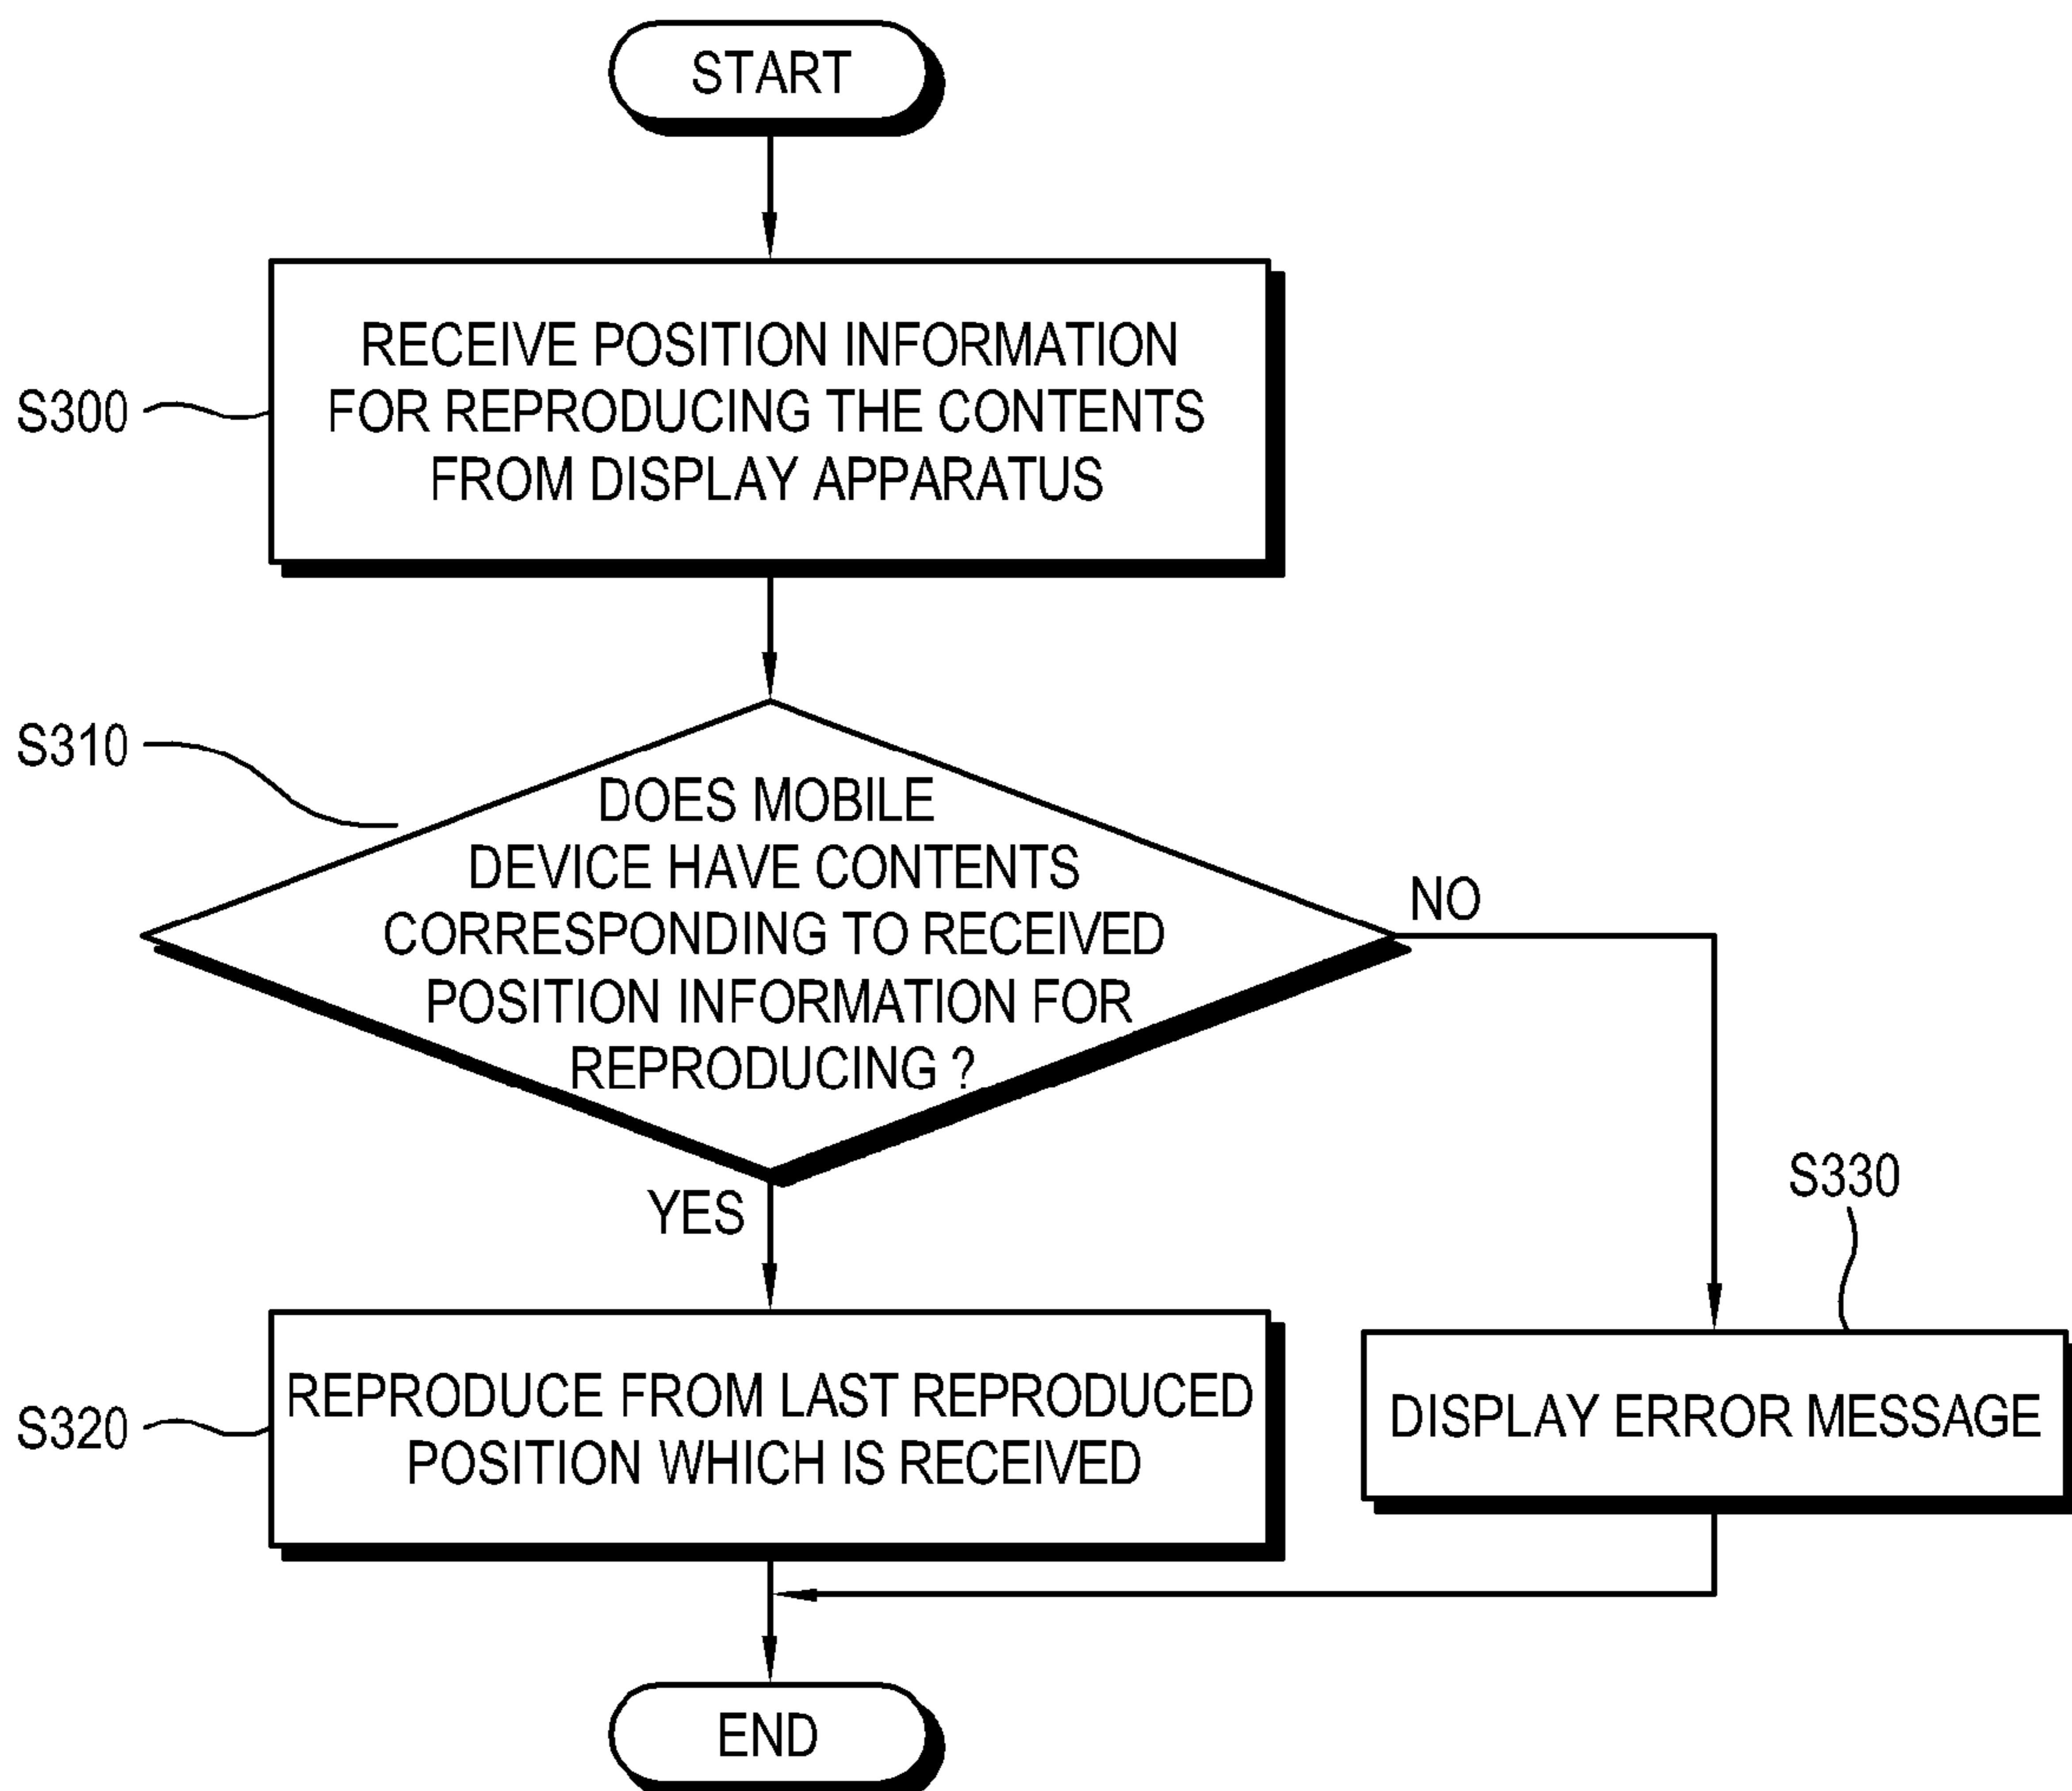 START
RECEIVE POSITION INFORMATION
FOR REPRODUCING THE CONTENTS
FROM DISPLAY APPARATUS
S300
S310
DOES MOBILE
DEVICE HAVE CONTENTS
CORRESPONDING TO RECEIVED
POSITION INFORMATION FOR
REPRODUCING ?
NO
YES
S330
S320
REPRODUCE FROM LAST REPRODUCED
POSITION WHICH IS RECEIVED
DISPLAY ERROR MESSAGE
END